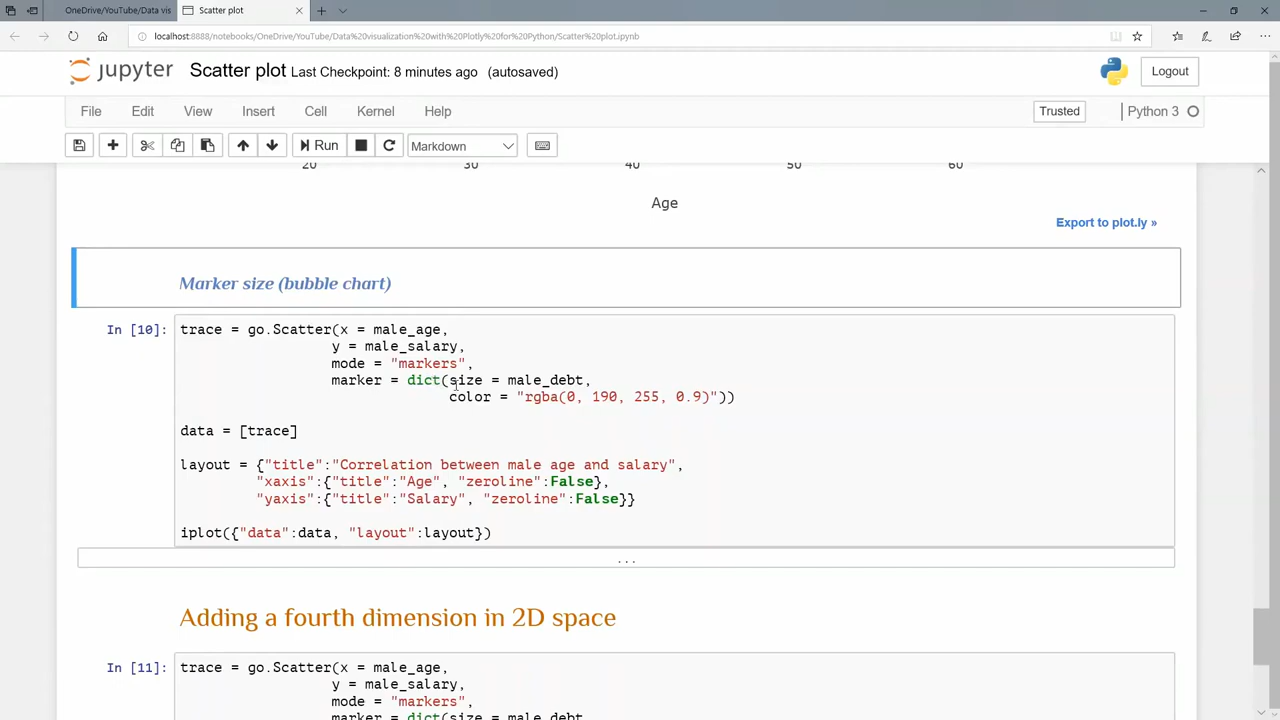 OneDrive/YouTube/Data vis
Scatter plot
localhost:8888/notebooks/OneDrive/YouTube/Data%20visualization%20with%20Plotly%20for%20Python/Scatter%20plot.ipynb
jupyter Scatter plot Last Checkpoint: 8 minutes ago (autosaved)
Logout
File Edit View Insert Cell Kernel Help
Trusted
Python 3
Run
Markdown
20 30 40 50 60
Age
Export to plot.ly »
Marker size (bubble chart)
In [10]: trace = go.Scatter(x = male_age,
y = male_salary,
mode = "markers",
marker = dict(size = male_debt,
color = "rgba(0, 190, 255, 0.9)"))
data = [trace]
layout = {"title":"Correlation between male age and salary",
"xaxis":{"title":"Age", "zeroline":False},
"yaxis":{"title":"Salary", "zeroline":False}}
iplot({"data":data, "layout":layout})
...
Adding a fourth dimension in 2D space
In [11]: trace = go.Scatter(x = male_age,
y = male_salary,
mode = "markers",
marker = dict(size = male_debt